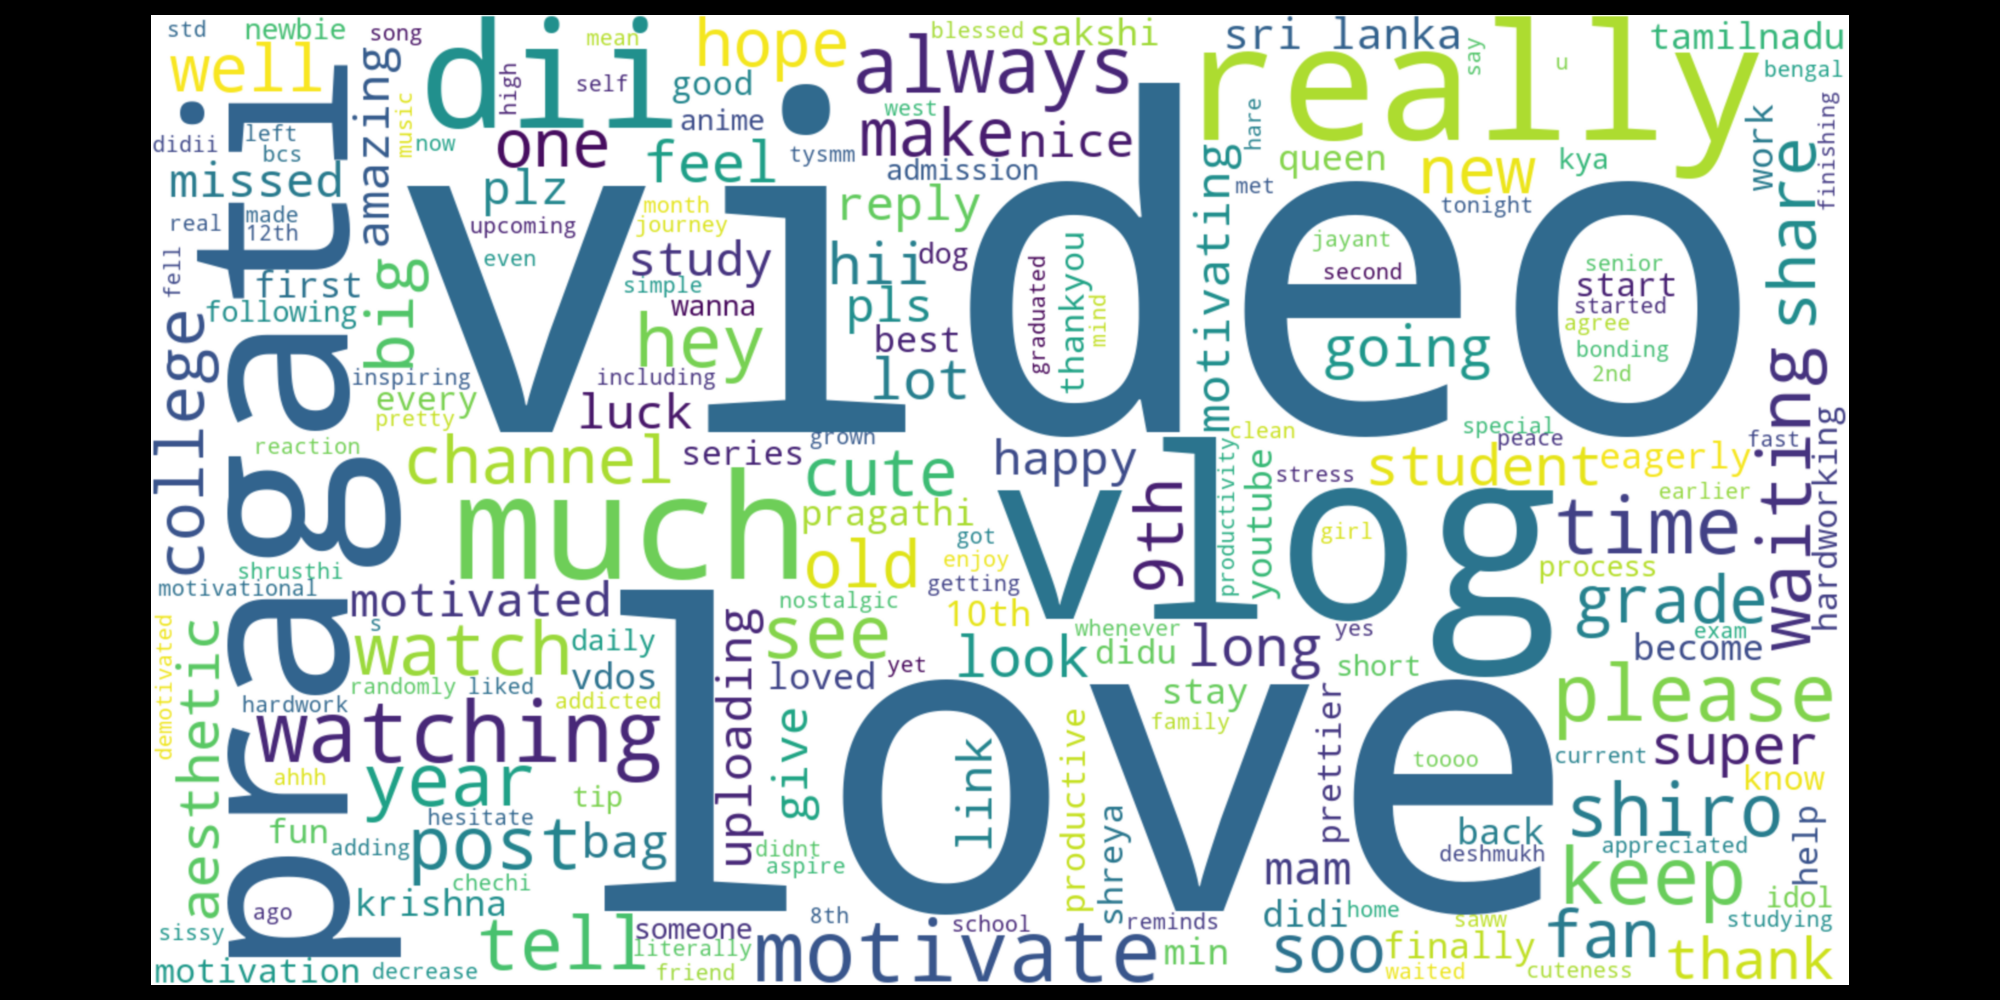 std newbie song mean blessed sakshi sri lanka say u tamilnadu
well amazing dii high self good hope always really bengal
didii left bcs music now one anime west make nice hare queen new kya work finishing
missed plz feel tysmm admission met tonight share
real made 12th upcoming month journey reply motivating jayant senior
fell first even study simple hii dog graduated thankyou mind second start started
following big wanna pls agree
college pragati video hey best going bonding 2nd
inspiring including lot
every pretty luck grown clean special peace fast waiting hardworking
reaction channel series cute happy 9th productivity stress student eagerly
much pragathi vlog youtube girl earlier time
shrusthi old got enjoy getting process
motivational motivated nostalgic 10th whenever yes grade exam
demotivated s watch daily uploading see look didu long short become
aesthetic randomly liked vdos loved yet stay please
hardwork addicted family
watching love give link productive prettier toooo current super
ahhh year tip shreya know
fun hesitate post bag didnt back shiro help
adding aspire deshmukh appreciated
chechi mam keep idol
ago krishna 8th school reminds didi home saww studying
sissy tell someone literally motivate min soo finally fan thank
motivation decrease friend waited cuteness